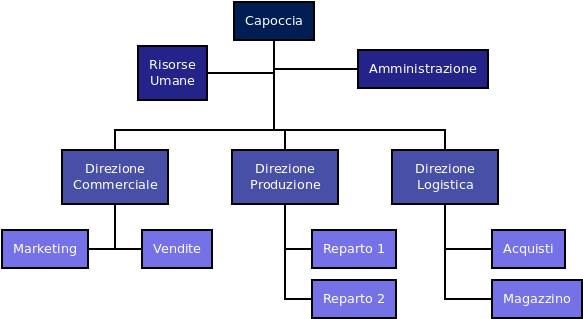 Capoccia
Risorse
Umane
Amministrazione
Direzione
Commerciale
Direzione
Produzione
Direzione
Logistica
Marketing
Vendite
Reparto 1
Acquisti
Reparto 2
Magazzino